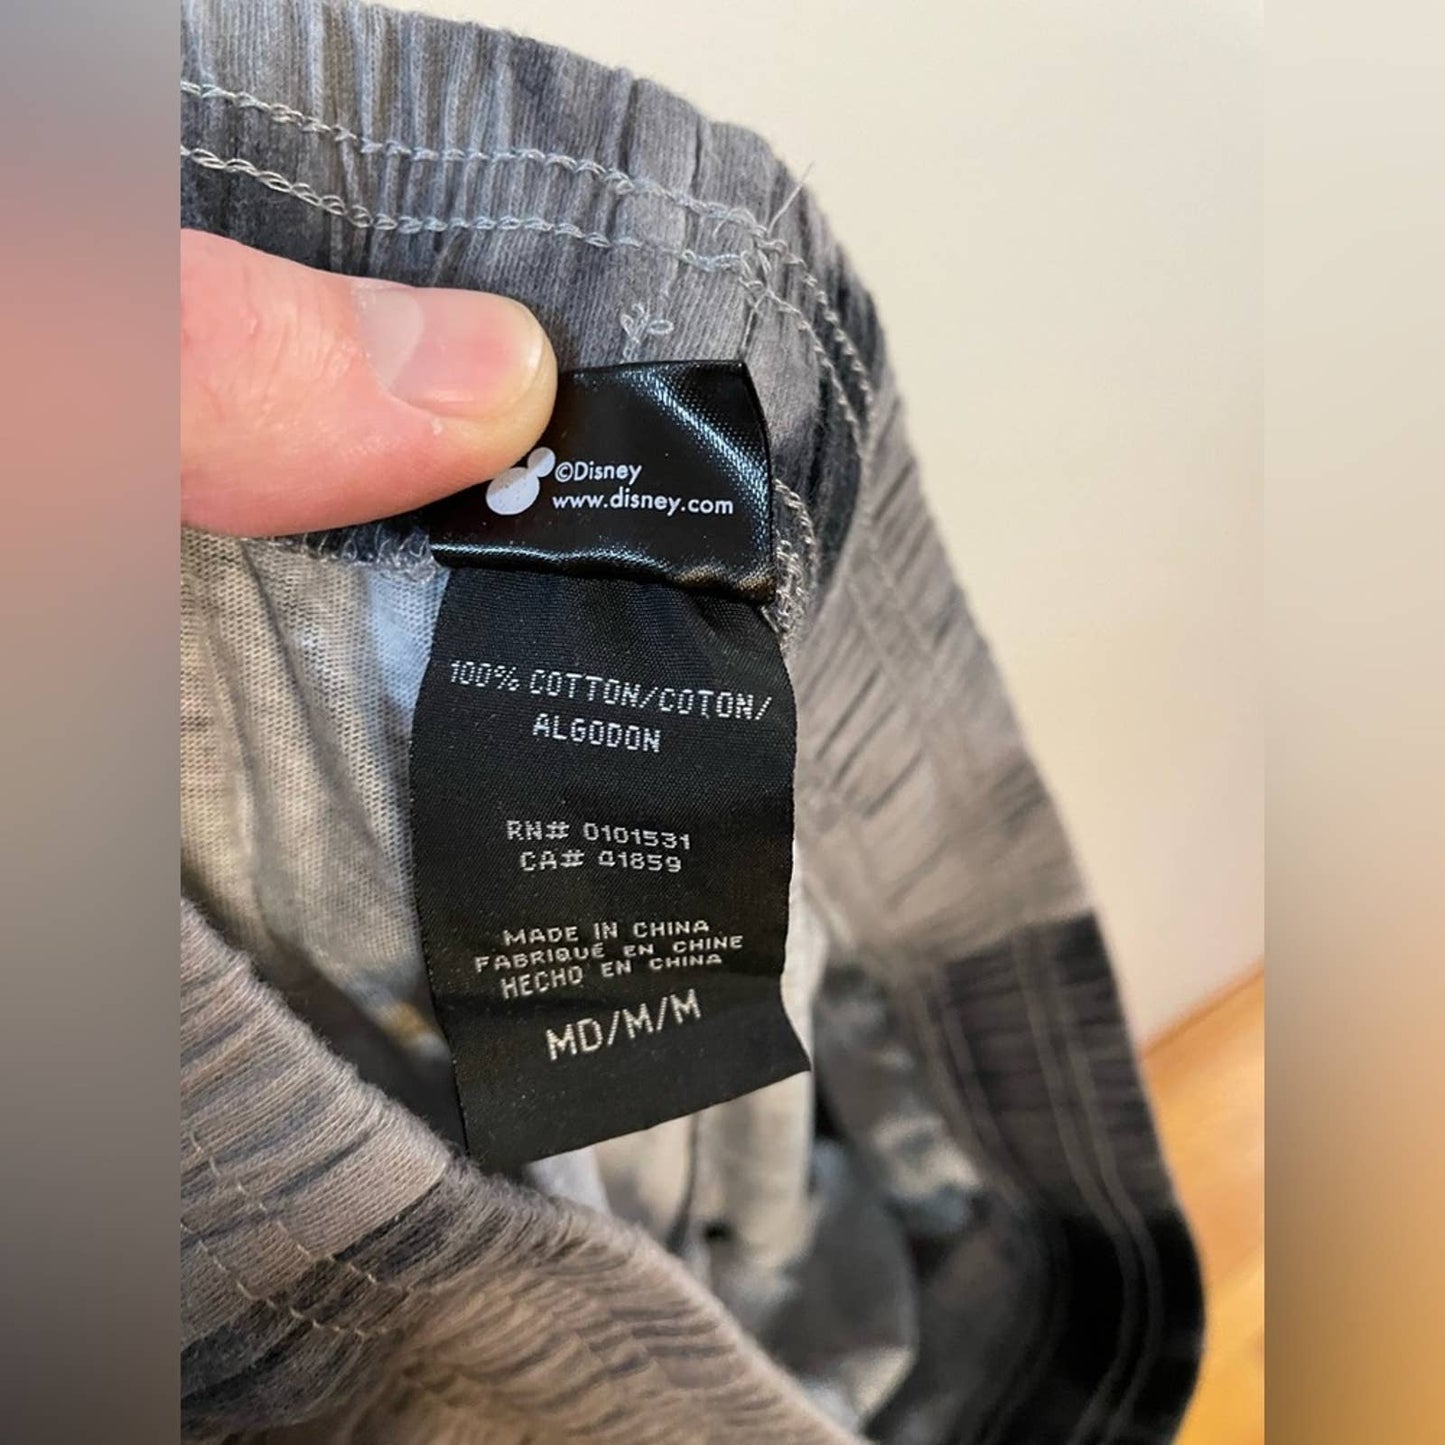 ©Disney
www.disney.com
100% COTTON/COTON/
ALGODON
RN# 0101531
CA# 41859
MADE IN CHINA
FABRIQUÉ EN CHINE
HECHO EN CHINA
MD/M/M